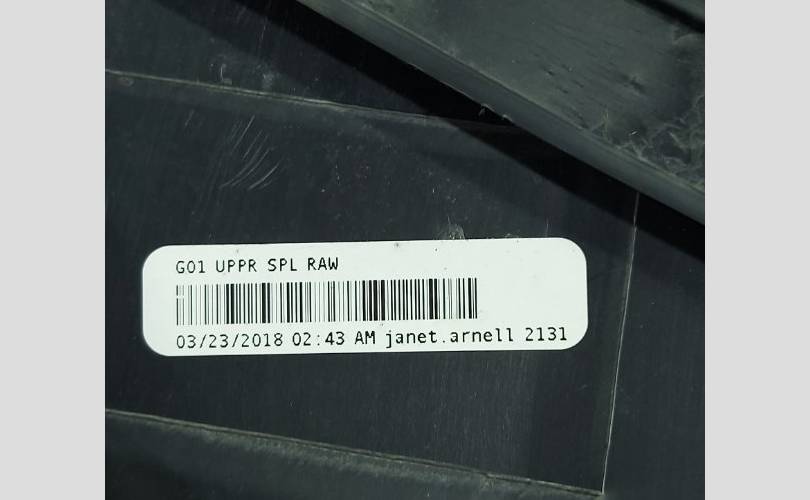 G01 UPPR SPL RAW
03/23/2018 02:43 AM janet.arnell 2131